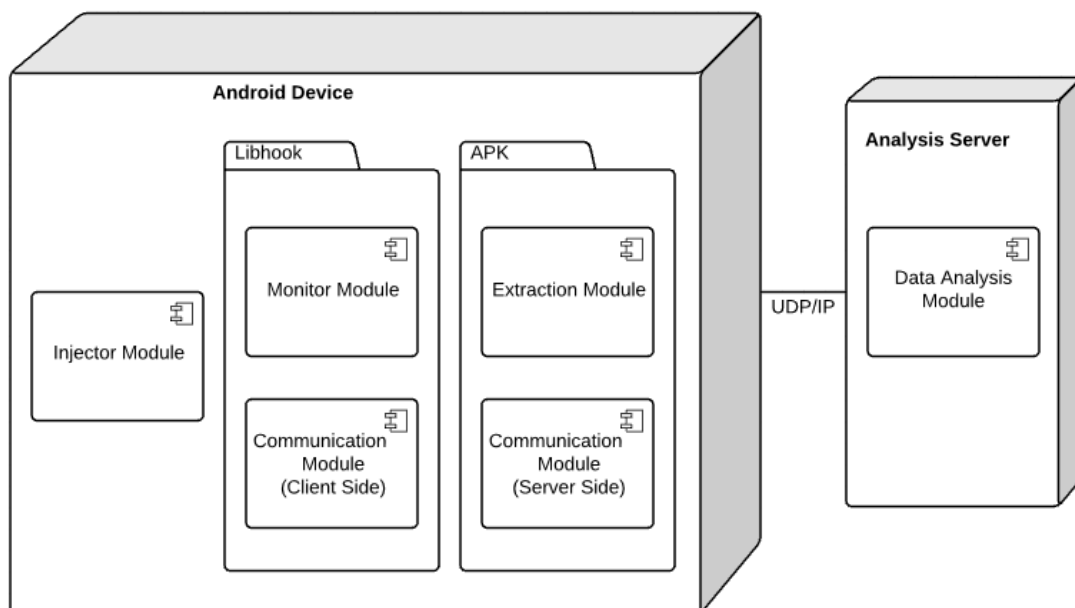 Android Device
Libhook
APK
Monitor Module
Extraction Module
Injector Module
Communication
Module
(Client Side)
Communication
Module
(Server Side)
UDP/IP
Analysis Server
Data Analysis
Module